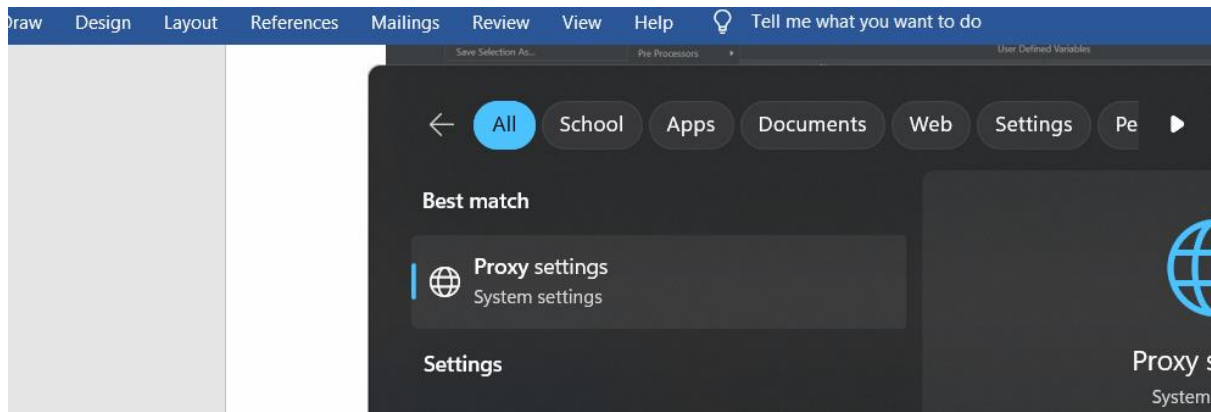 Draw Design Layout References Mailings Review View Help Tell me what you want to do
Save Selection As... Pre Processors User Defined Variables
All School Apps Documents Web Settings Pe
Best match
Proxy settings
System settings
Settings
Proxy s
System